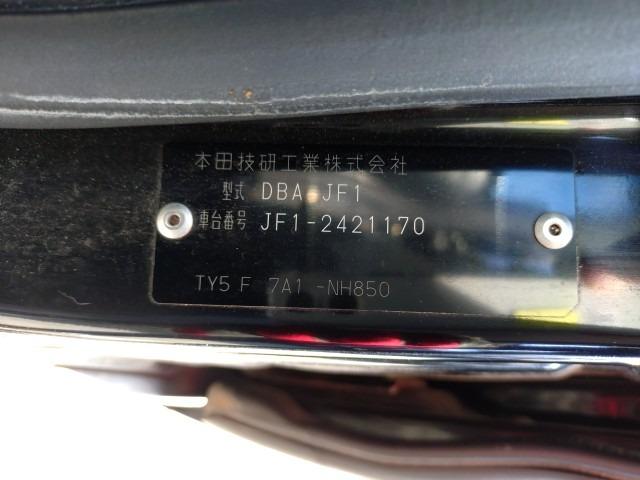 本田技研工業株式会社
型式 DBA-JF1
車台番号 JF1-2421170
TY5 F 7A1 -NH850